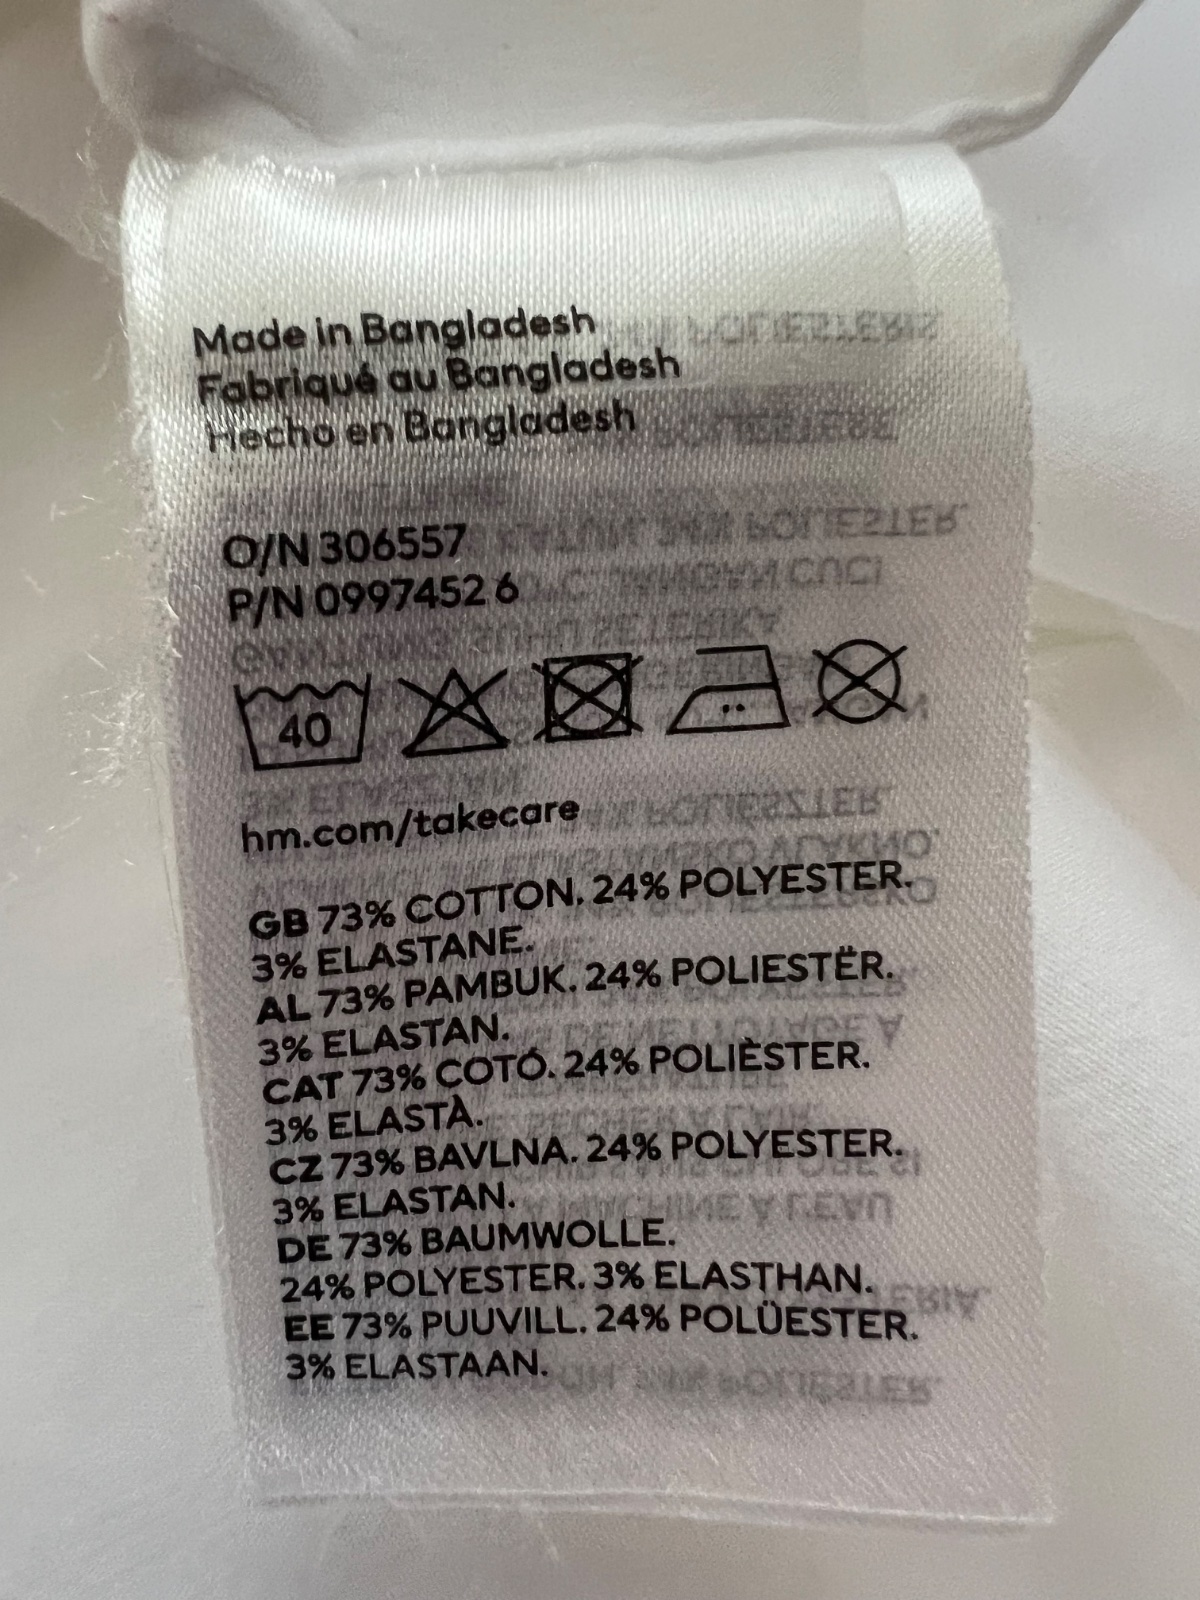 Made in Bangladesh
Fabriqué au Bangladesh
Hecho en Bangladesh
O/N 306557
P/N 0997452 6
40
hm.com/takecare
GB 73% COTTON. 24% POLYESTER.
3% ELASTANE.
AL 73% PAMBUK. 24% POLIESTËR.
3% ELASTAN.
CAT 73% COTÓ. 24% POLIÈSTER.
3% ELASTÀ.
CZ 73% BAVLNA. 24% POLYESTER.
3% ELASTAN.
DE 73% BAUMWOLLE.
24% POLYESTER. 3% ELASTHAN.
EE 73% PUUVILL. 24% POLÜESTER.
3% ELASTAAN.